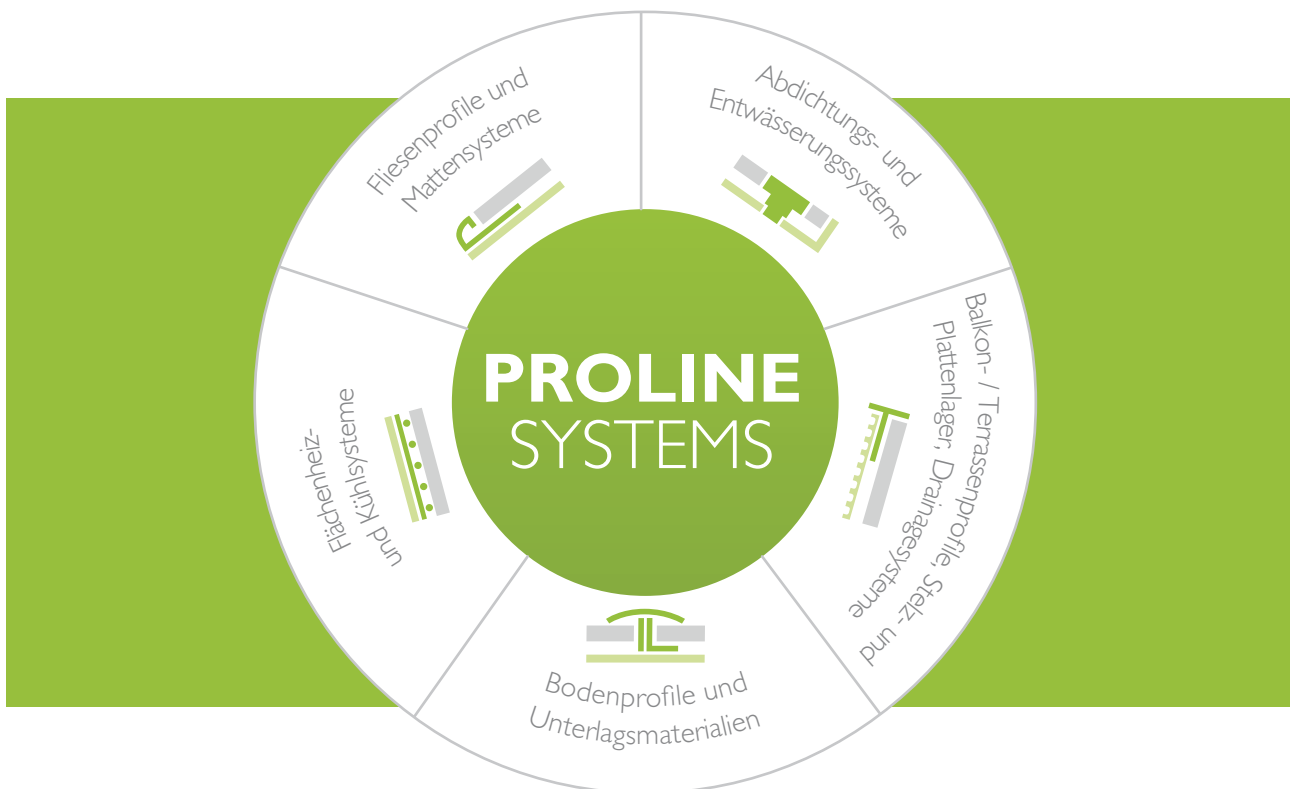 Fliesenprofile und
Mattensysteme
Abdichtungs- und
Entwässerungssysteme
Balkon- / Terrassenprofile, Stelz- und
Plattenlager, Drainagesysteme
Bodenprofile und
Unterlagsmaterialien
Flächenheiz-
und Kühlsysteme
PROLINE
SYSTEMS